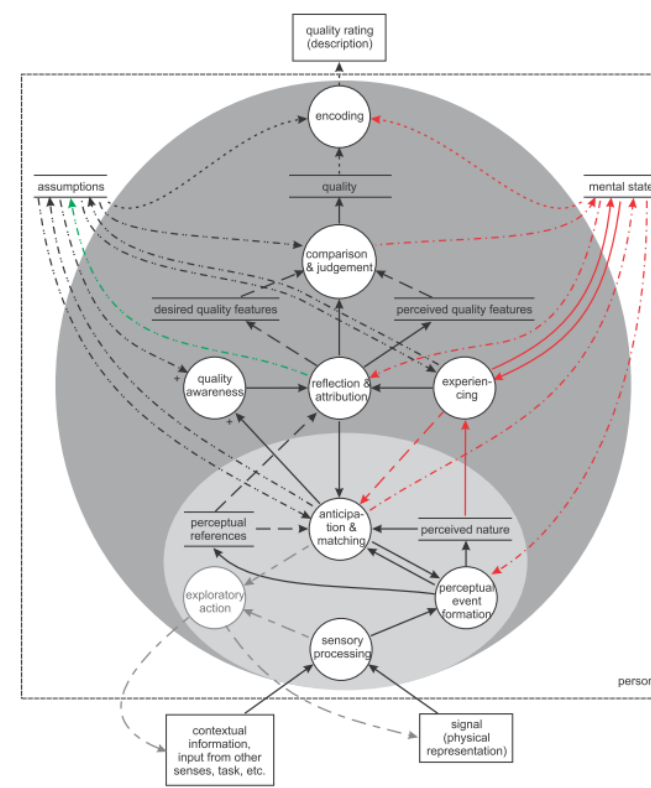 quality rating
(description)
encoding
assumptions
quality
mental state
comparison
& judgement
desired quality features
perceived quality features
quality
awareness
reflection &
attribution
experien-
cing
+
+
anticipa-
tion &
matching
perceptual
references
perceived nature
exploratory
action
perceptual
event
formation
sensory
processing
person
contextual
information,
input from other
senses, task, etc.
signal
(physical
representation)